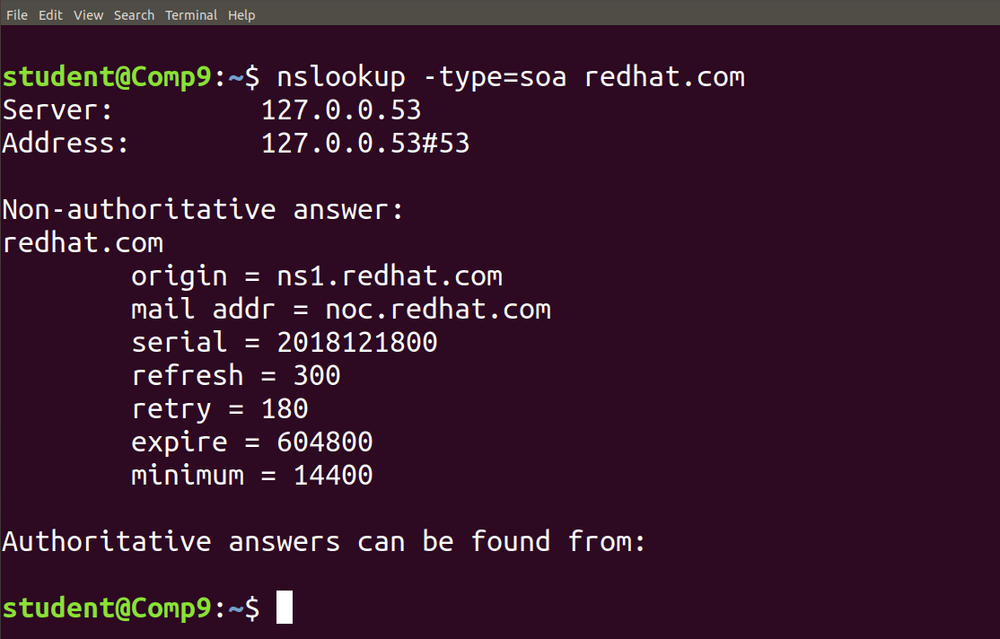 File Edit View Search Terminal Help
student@Comp9:~$ nslookup -type=soa redhat.com
Server: 127.0.0.53
Address: 127.0.0.53#53
Non-authoritative answer:
redhat.com
origin = ns1.redhat.com
mail addr = noc.redhat.com
serial = 2018121800
refresh = 300
retry = 180
expire = 604800
minimum = 14400
Authoritative answers can be found from:
student@Comp9:~$